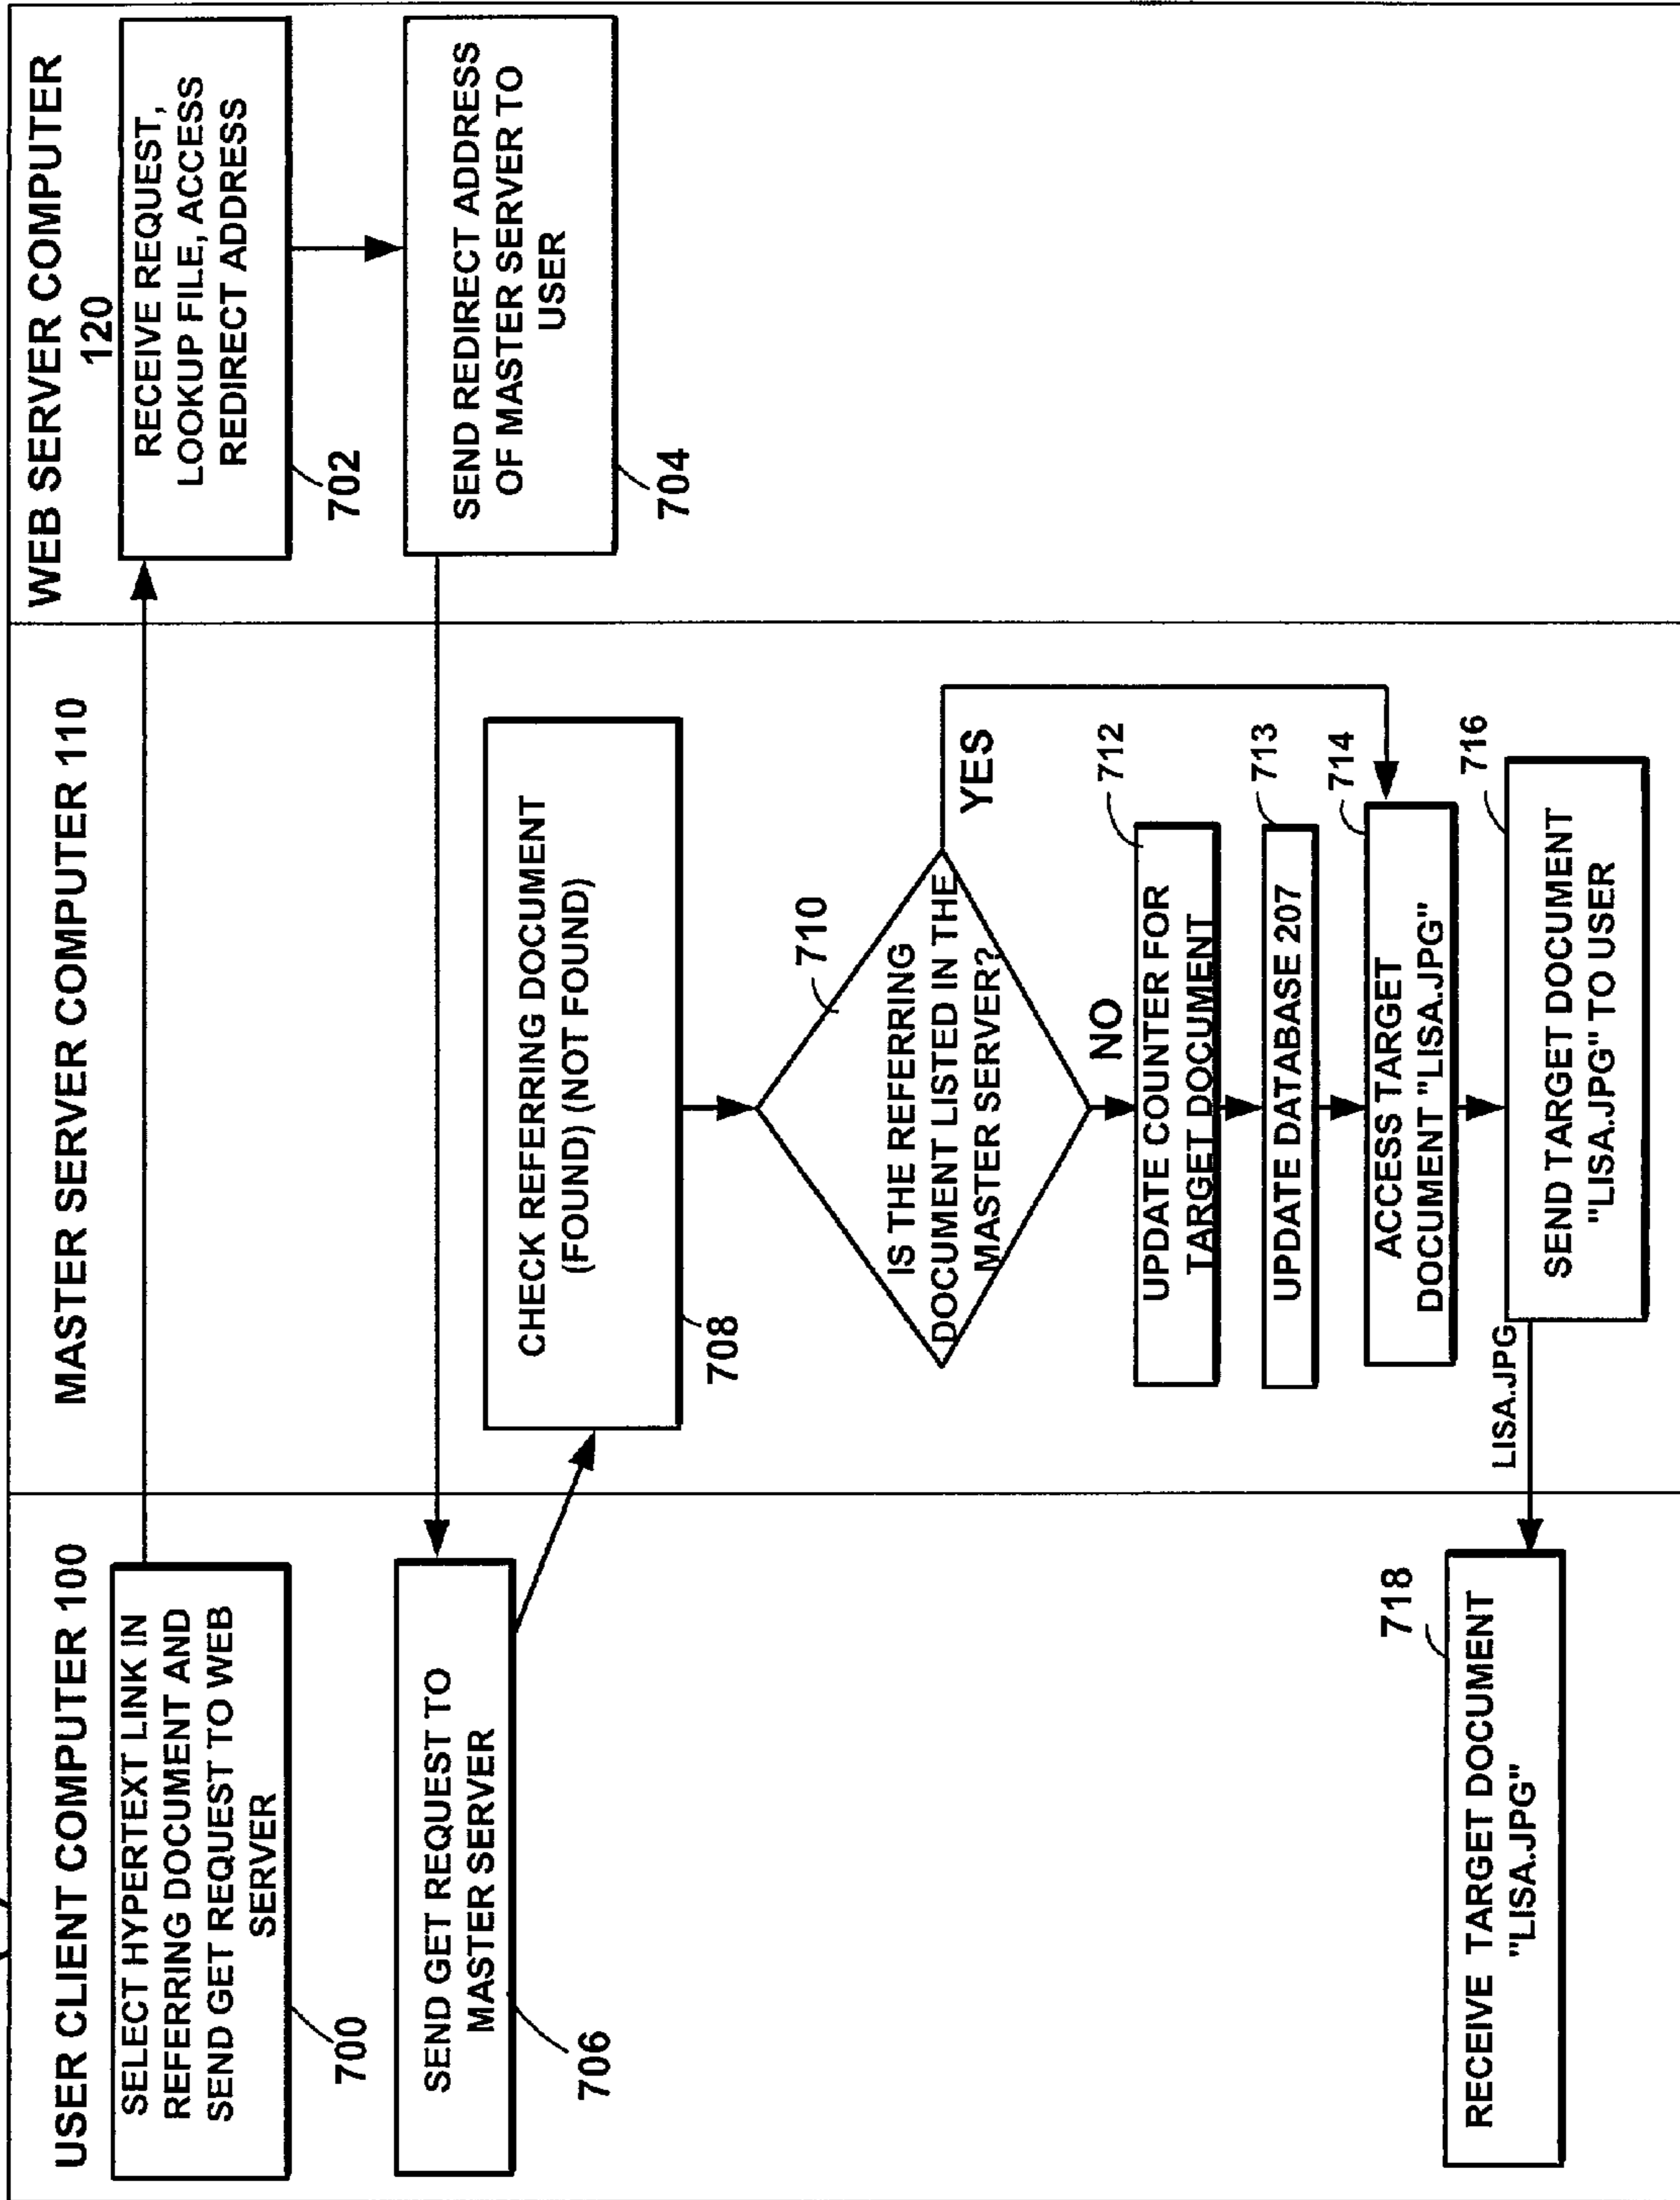 USER CLIENT COMPUTER 100
SELECT HYPERTEXT LINK IN
REFERRING DOCUMENT AND
SEND GET REQUEST TO WEB
SERVER
700
SEND GET REQUEST TO
MASTER SERVER
706
718
RECEIVE TARGET DOCUMENT
"LISA.JPG"
MASTER SERVER COMPUTER 110
CHECK REFERRING DOCUMENT
(FOUND) (NOT FOUND)
708
710
IS THE REFERRING
DOCUMENT LISTED IN THE
MASTER SERVER?
YES
NO
712
UPDATE COUNTER FOR
TARGET DOCUMENT
713
UPDATE DATABASE 207
714
ACCESS TARGET
DOCUMENT "LISA.JPG"
716
SEND TARGET DOCUMENT
"LISA.JPG" TO USER
LISA.JPG
WEB SERVER COMPUTER
120
RECEIVE REQUEST,
LOOKUP FILE, ACCESS
REDIRECT ADDRESS
702
SEND REDIRECT ADDRESS
OF MASTER SERVER TO
USER
704